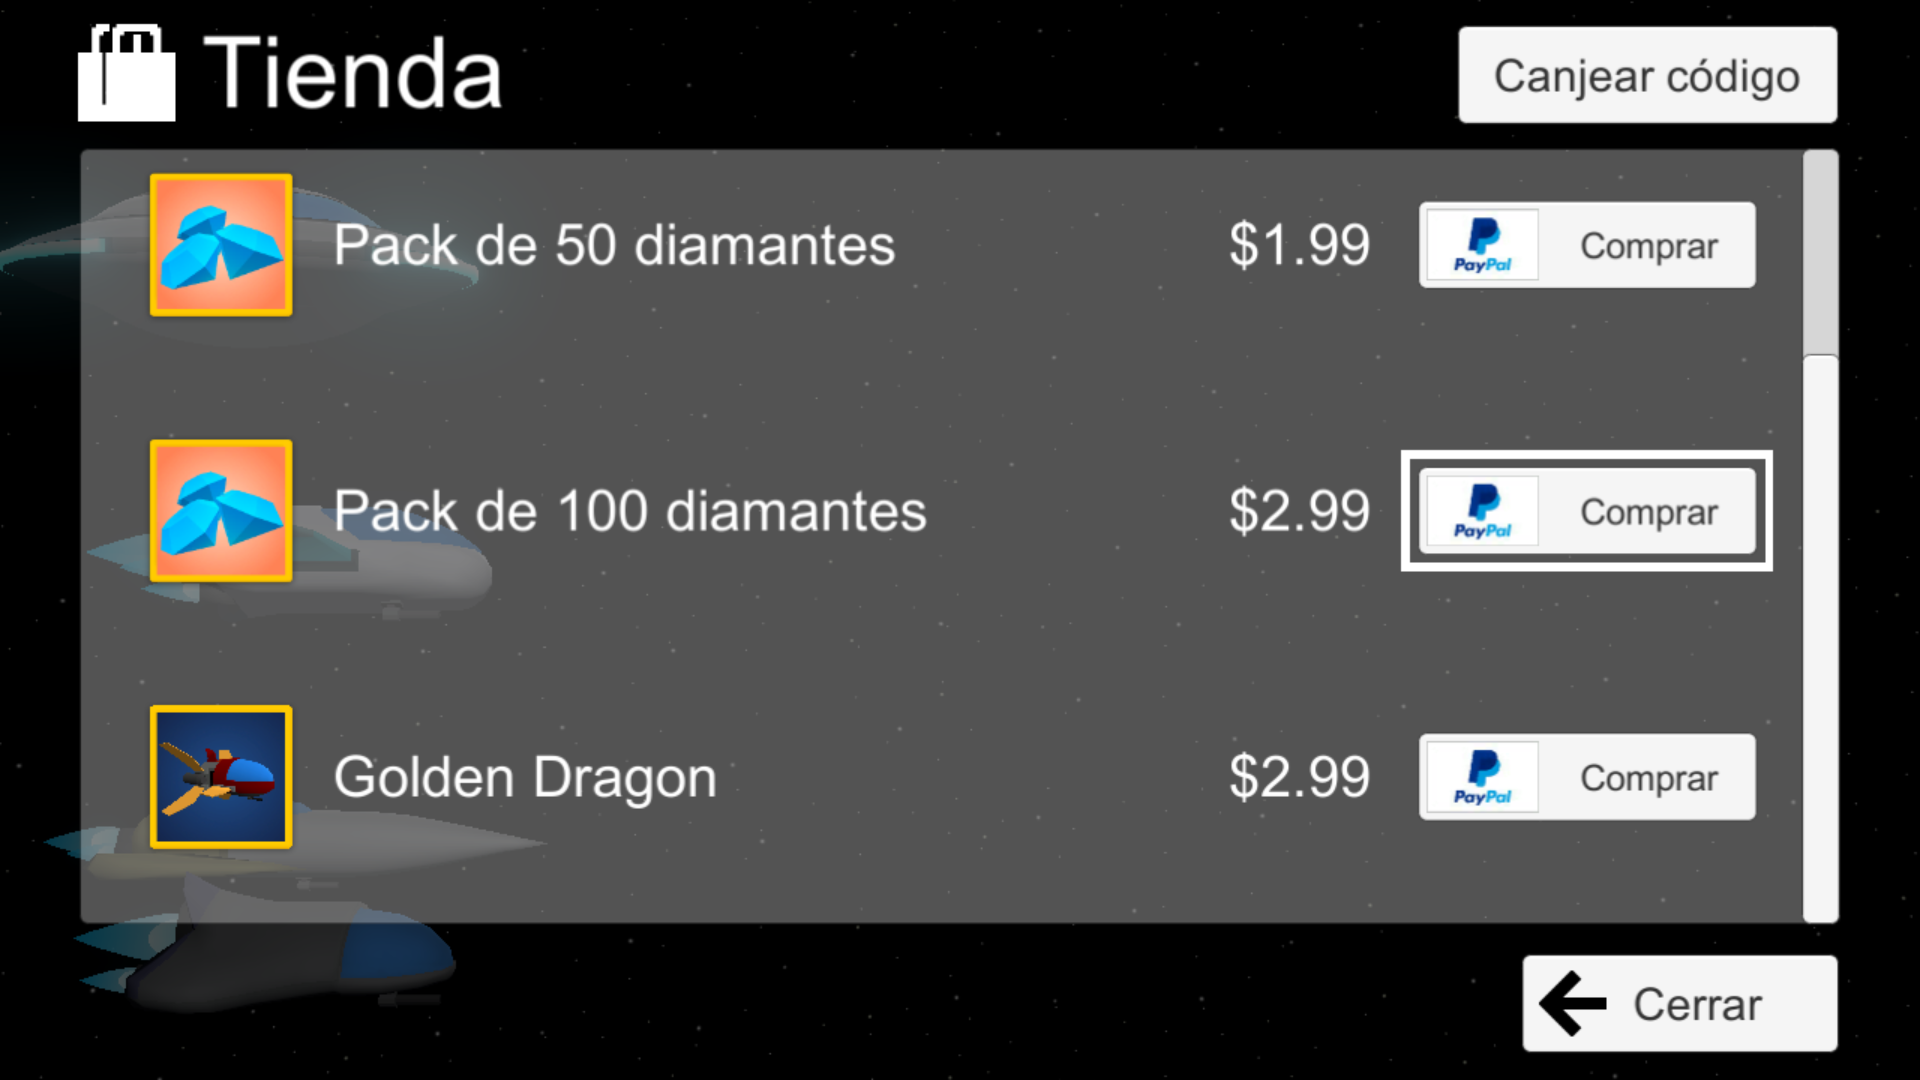 Tienda
Canjear código
Pack de 50 diamantes $1.99 PayPal Comprar
Pack de 100 diamantes $2.99 PayPal Comprar
Golden Dragon $2.99 PayPal Comprar
Cerrar